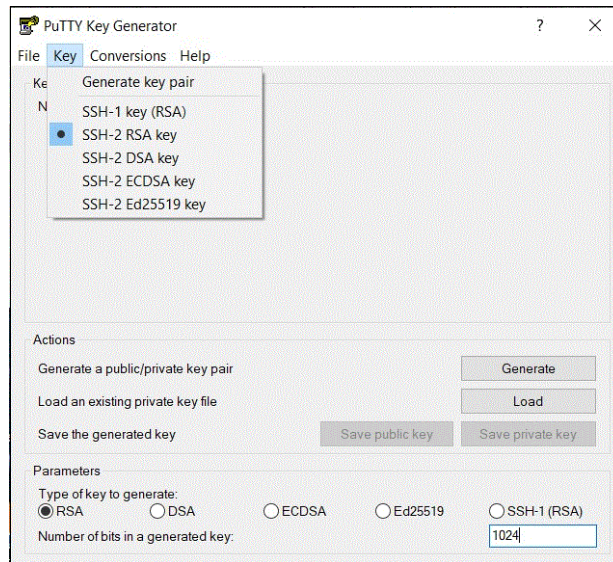 PuTTY Key Generator ? ×
File Key Conversions Help
Ke
Generate key pair
N
SSH-1 key (RSA)
SSH-2 RSA key
SSH-2 DSA key
SSH-2 ECDSA key
SSH-2 Ed25519 key
Actions
Generate a public/private key pair Generate
Load an existing private key file Load
Save the generated key Save public key Save private key
Parameters
Type of key to generate:
RSA DSA ECDSA Ed25519 SSH-1 (RSA)
Number of bits in a generated key: 1024